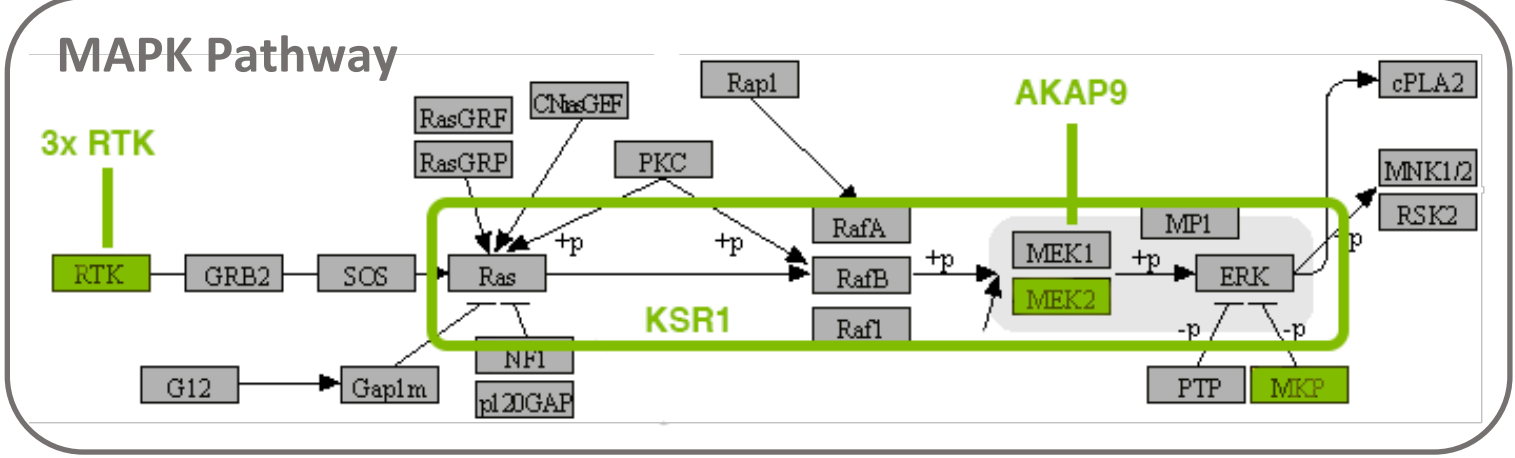 MAPK Pathway
3x RTK
RasGRF
CNrasGEF
Rap1
AKAP9
cPLA2
RasGRP
PKC
MNK1/2
RSK2
RafA
MP1
+p
+p
+p
RTK
GRB2
SOS
Ras
RafB
+p
MEK1
+p
ERK
MEK2
KSR1
Raf1
-p
-p
NF1
G12
Gap1m
p120GAP
PTP
MKP